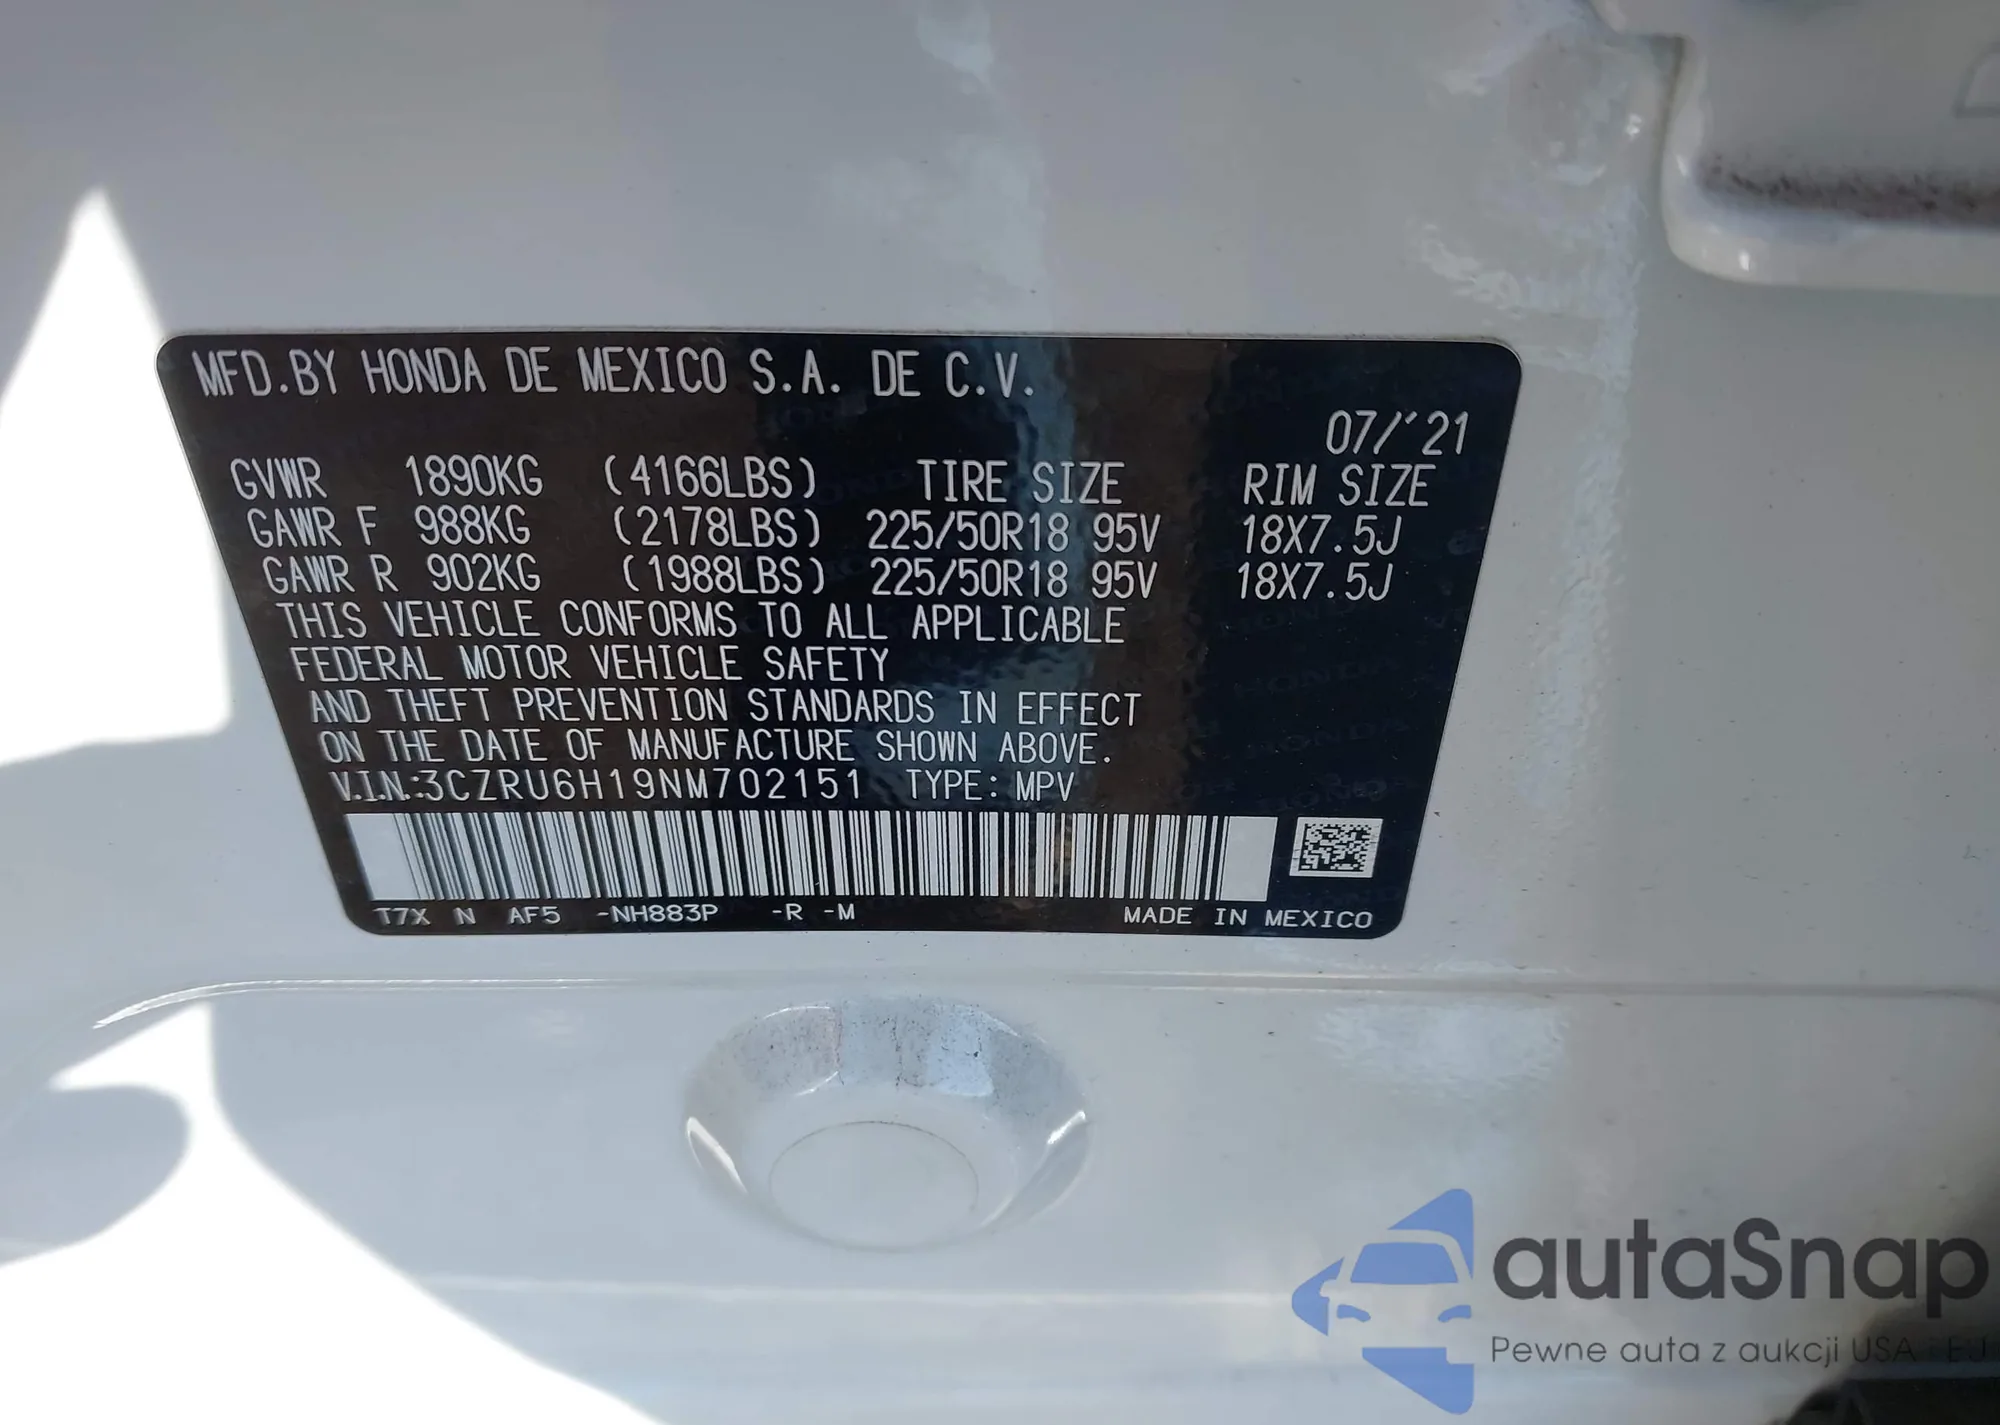 MFD.BY HONDA DE MEXICO S.A. DE C.V.
07/'21
GVWR 1890KG (4166LBS) TIRE SIZE RIM SIZE
GAWR F 988KG (2178LBS) 225/50R18 95V 18X7.5J
GAWR R 902KG (1988LBS) 225/50R18 95V 18X7.5J
THIS VEHICLE CONFORMS TO ALL APPLICABLE
FEDERAL MOTOR VEHICLE SAFETY
AND THEFT PREVENTION STANDARDS IN EFFECT
ON THE DATE OF MANUFACTURE SHOWN ABOVE.
V.I.N.:3CZRU6H19NM702151 TYPE: MPV
T7X N AF5 -NH883P -R -M MADE IN MEXICO
autaSnap
Pewne auta z aukcji USA i EU